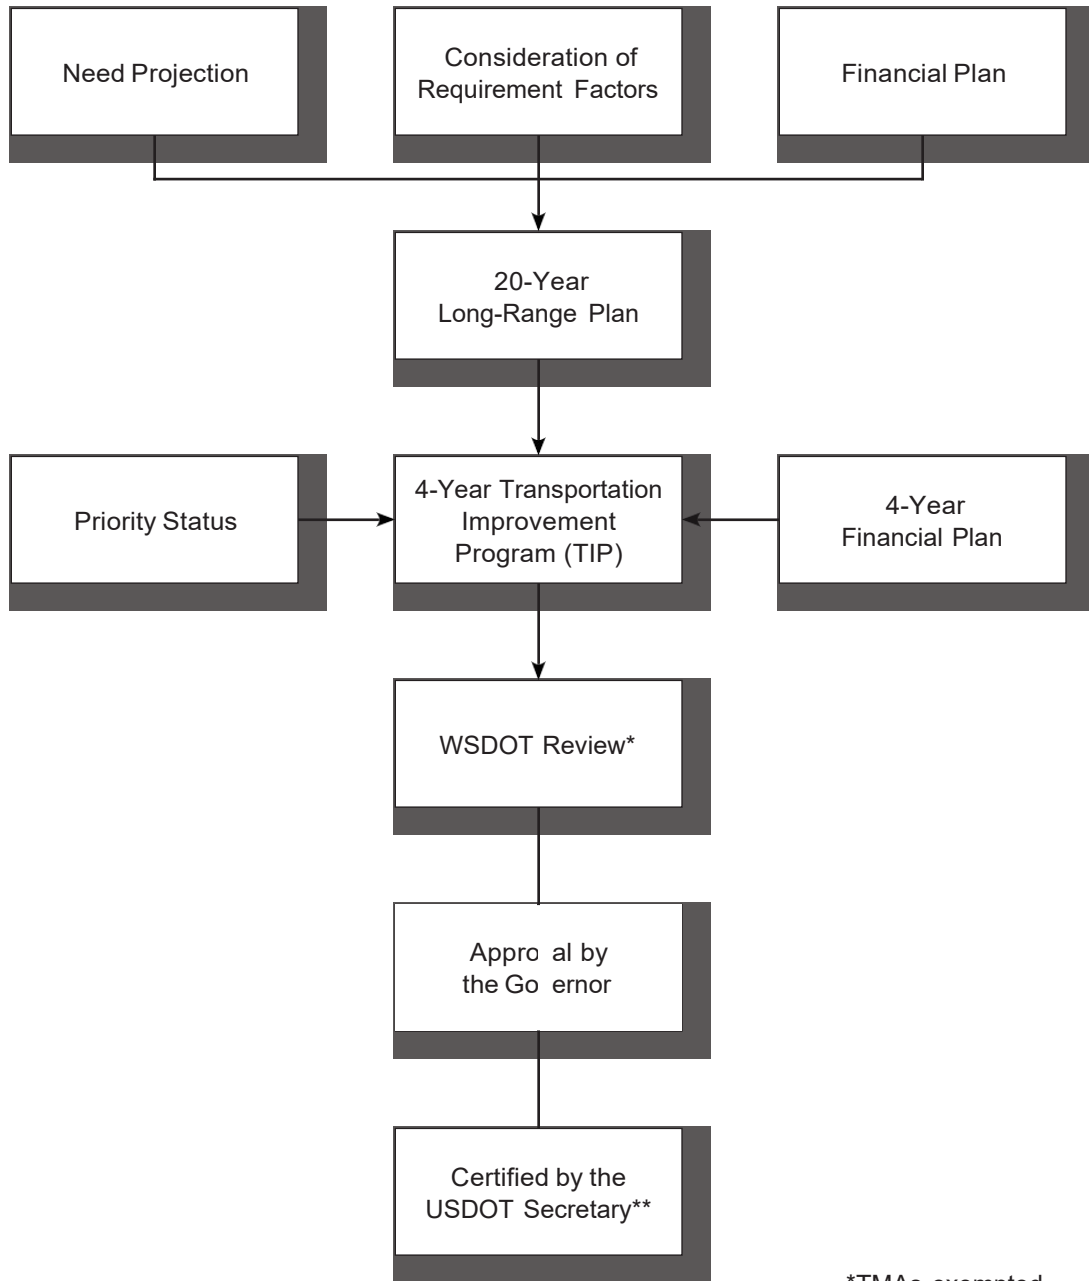 Need Projection
Consideration of
Requirement Factors
Financial Plan
20-Year
Long-Range Plan
Priority Status
4-Year Transportation
Improvement
Program (TIP)
4-Year
Financial Plan
WSDOT Review*
Appro al by
the Go ernor
Certified by the
USDOT Secretary**
*TMAs exempted